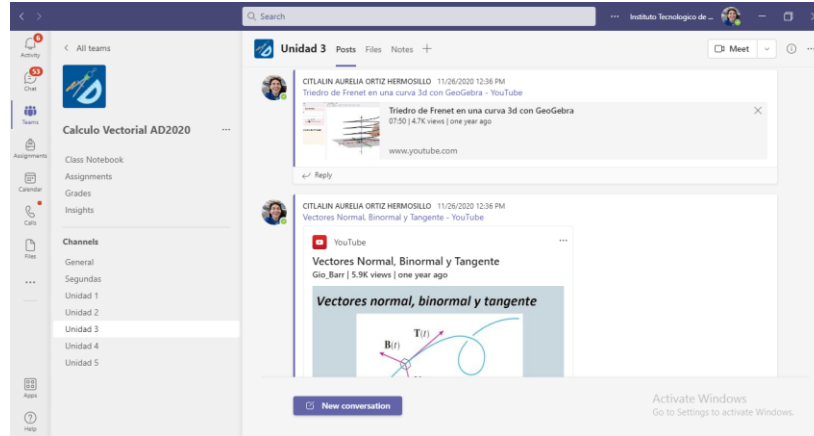 Search
Instituto Tecnologico de ...
9
Activity
53
Chat
Teams
Assignments
Calendar
Calls
Files
Apps
Help
All teams
Calculo Vectorial AD2020
Class Notebook
Assignments
Grades
Insights
Channels
General
Segundas
Unidad 1
Unidad 2
Unidad 3
Unidad 4
Unidad 5
Unidad 3 Posts Files Notes
Meet
CITLALIN AURELIA ORTIZ HERMOSILLO 11/26/2020 12:36 PM
Triedro de Frenet en una curva 3d con GeoGebra - YouTube
Triedro de Frenet en una curva 3d con GeoGebra
07:50 | 4.7K views | one year ago
www.youtube.com
Reply
CITLALIN AURELIA ORTIZ HERMOSILLO 11/26/2020 12:36 PM
Vectores Normal, Binormal y Tangente - YouTube
YouTube
Vectores Normal, Binormal y Tangente
Gio_Barr | 5.9K views | one year ago
Vectores normal, binormal y tangente
T(t)
B(t)
New conversation
Activate Windows
Go to Settings to activate Windows.